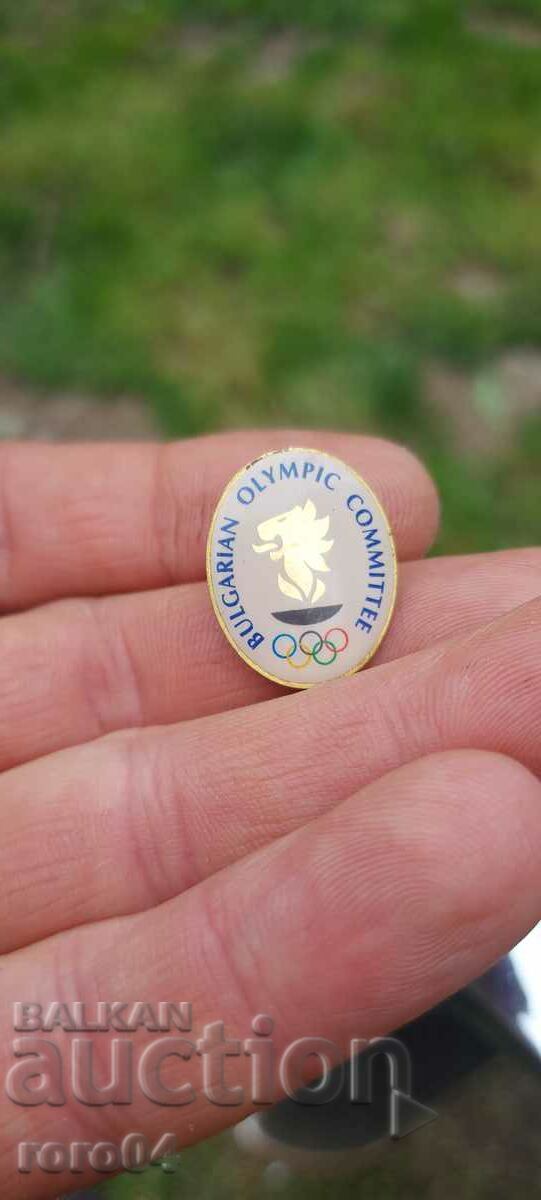 BULGARIAN OLYMPIC COMMITTEE
BALKAN
auction
roro04